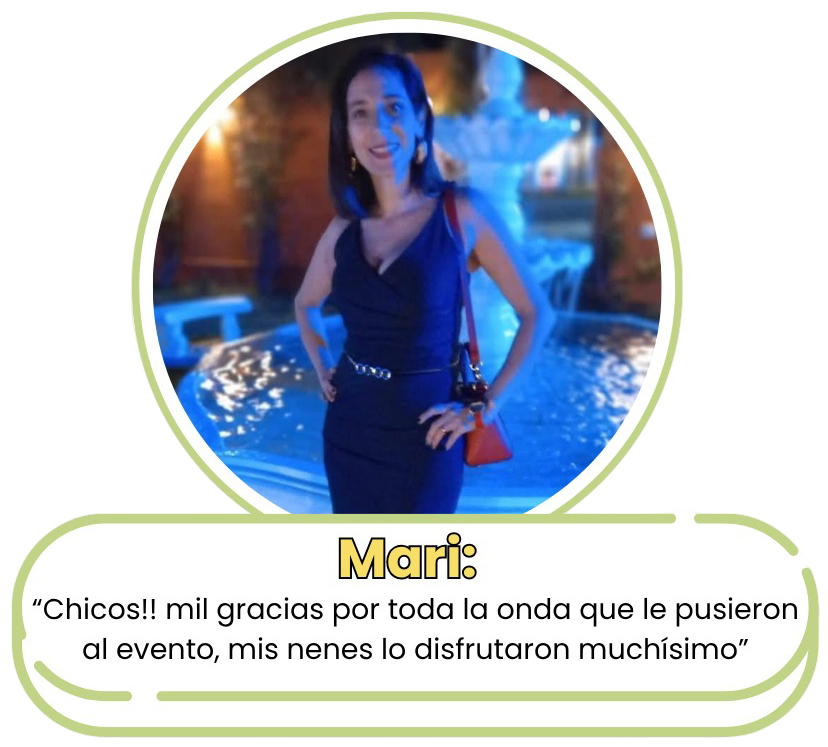 Mari:
“Chicos!! mil gracias por toda la onda que le pusieron
al evento, mis nenes lo disfrutaron muchísimo”